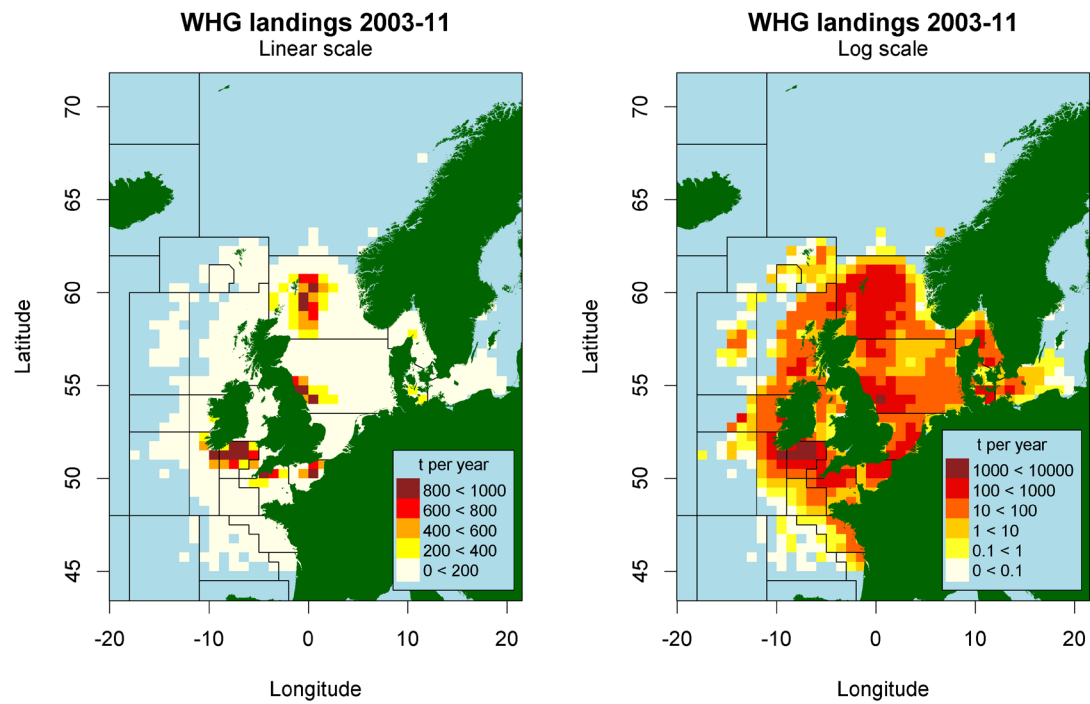 WHG landings 2003-11
Linear scale
70
65
60
55
50
45
Latitude
-20
-10
0
10
20
Longitude
t per year
800 < 1000
600 < 800
400 < 600
200 < 400
0 < 200
WHG landings 2003-11
Log scale
70
65
60
55
50
45
Latitude
-20
-10
0
10
20
Longitude
t per year
1000 < 10000
100 < 1000
10 < 100
1 < 10
0.1 < 1
0 < 0.1